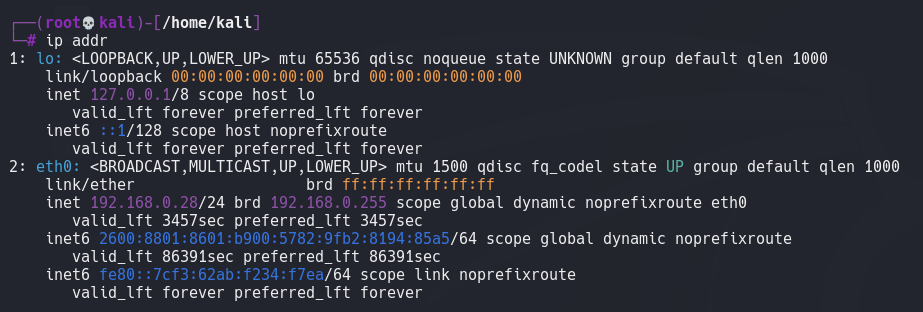 ┌──(root💀kali)-[/home/kali]
└─# ip addr
1: lo: <LOOPBACK,UP,LOWER_UP> mtu 65536 qdisc noqueue state UNKNOWN group default qlen 1000
    link/loopback 00:00:00:00:00:00 brd 00:00:00:00:00:00
    inet 127.0.0.1/8 scope host lo
       valid_lft forever preferred_lft forever
    inet6 ::1/128 scope host noprefixroute
       valid_lft forever preferred_lft forever
2: eth0: <BROADCAST,MULTICAST,UP,LOWER_UP> mtu 1500 qdisc fq_codel state UP group default qlen 1000
    link/ether                   brd ff:ff:ff:ff:ff:ff
    inet 192.168.0.28/24 brd 192.168.0.255 scope global dynamic noprefixroute eth0
       valid_lft 3457sec preferred_lft 3457sec
    inet6 2600:8801:8601:b900:5782:9fb2:8194:85a5/64 scope global dynamic noprefixroute
       valid_lft 86391sec preferred_lft 86391sec
    inet6 fe80::7cf3:62ab:f234:f7ea/64 scope link noprefixroute
       valid_lft forever preferred_lft forever